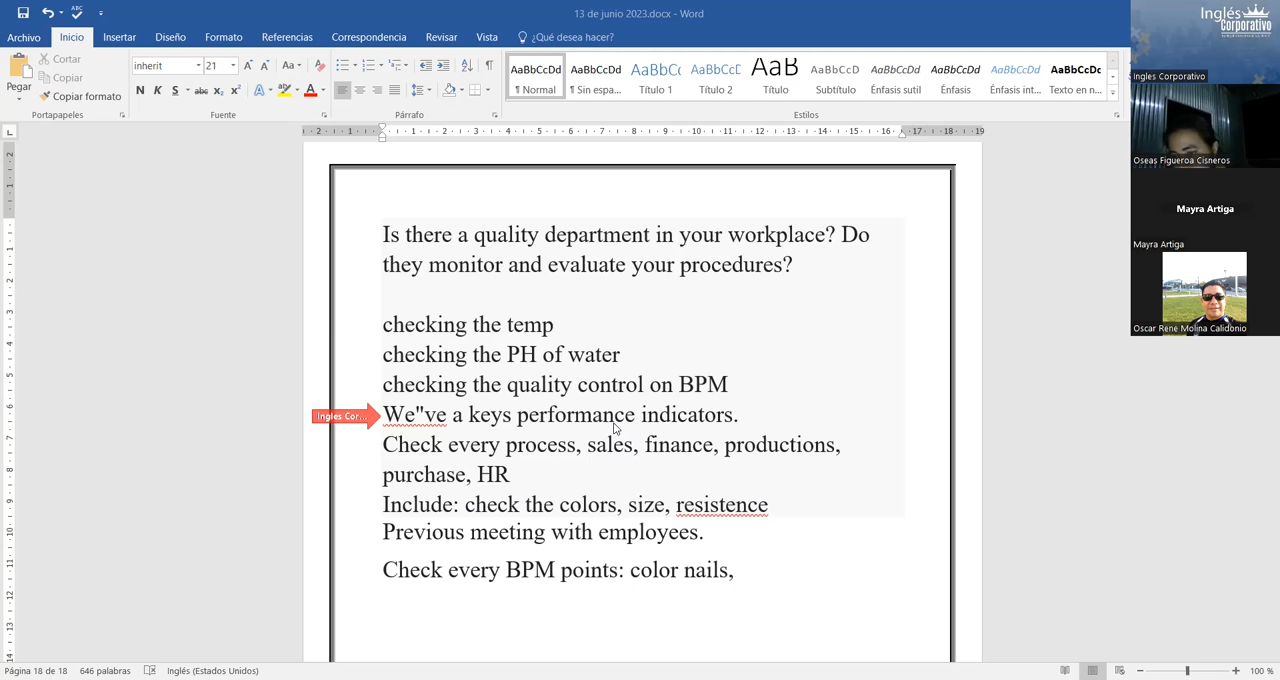 13 de junio 2023.docx - Word
Archivo Inicio Insertar Diseño Formato Referencias Correspondencia Revisar Vista ¿Qué desea hacer?
Pegar
Cortar
Copiar
Copiar formato
Portapapeles
inherit 21
Fuente
Párrafo
AaBbCcDd AaBbCcDd AaBbCc AaBbCcD AaB AaBbCcD AaBbCcDd AaBbCcDd AaBbCcDd AaBbCcDc
¶ Normal ¶ Sin espa... Título 1 Título 2 Título Subtítulo Énfasis sutil Énfasis Énfasis int... Texto en n...
Estilos
Is there a quality department in your workplace? Do
they monitor and evaluate your procedures?
checking the temp
checking the PH of water
checking the quality control on BPM
Ingles Cor...
We"ve a keys performance indicators.
Check every process, sales, finance, productions,
purchase, HR
Include: check the colors, size, resistence
Previous meeting with employees.
Check every BPM points: color nails,
Página 18 de 18 646 palabras Inglés (Estados Unidos) 100 %
Inglés
Corporativo
Ingles Corporativo
Oseas Figueroa Cisneros
Mayra Artiga
Mayra Artiga
Oscar Rene Molina Calidonio